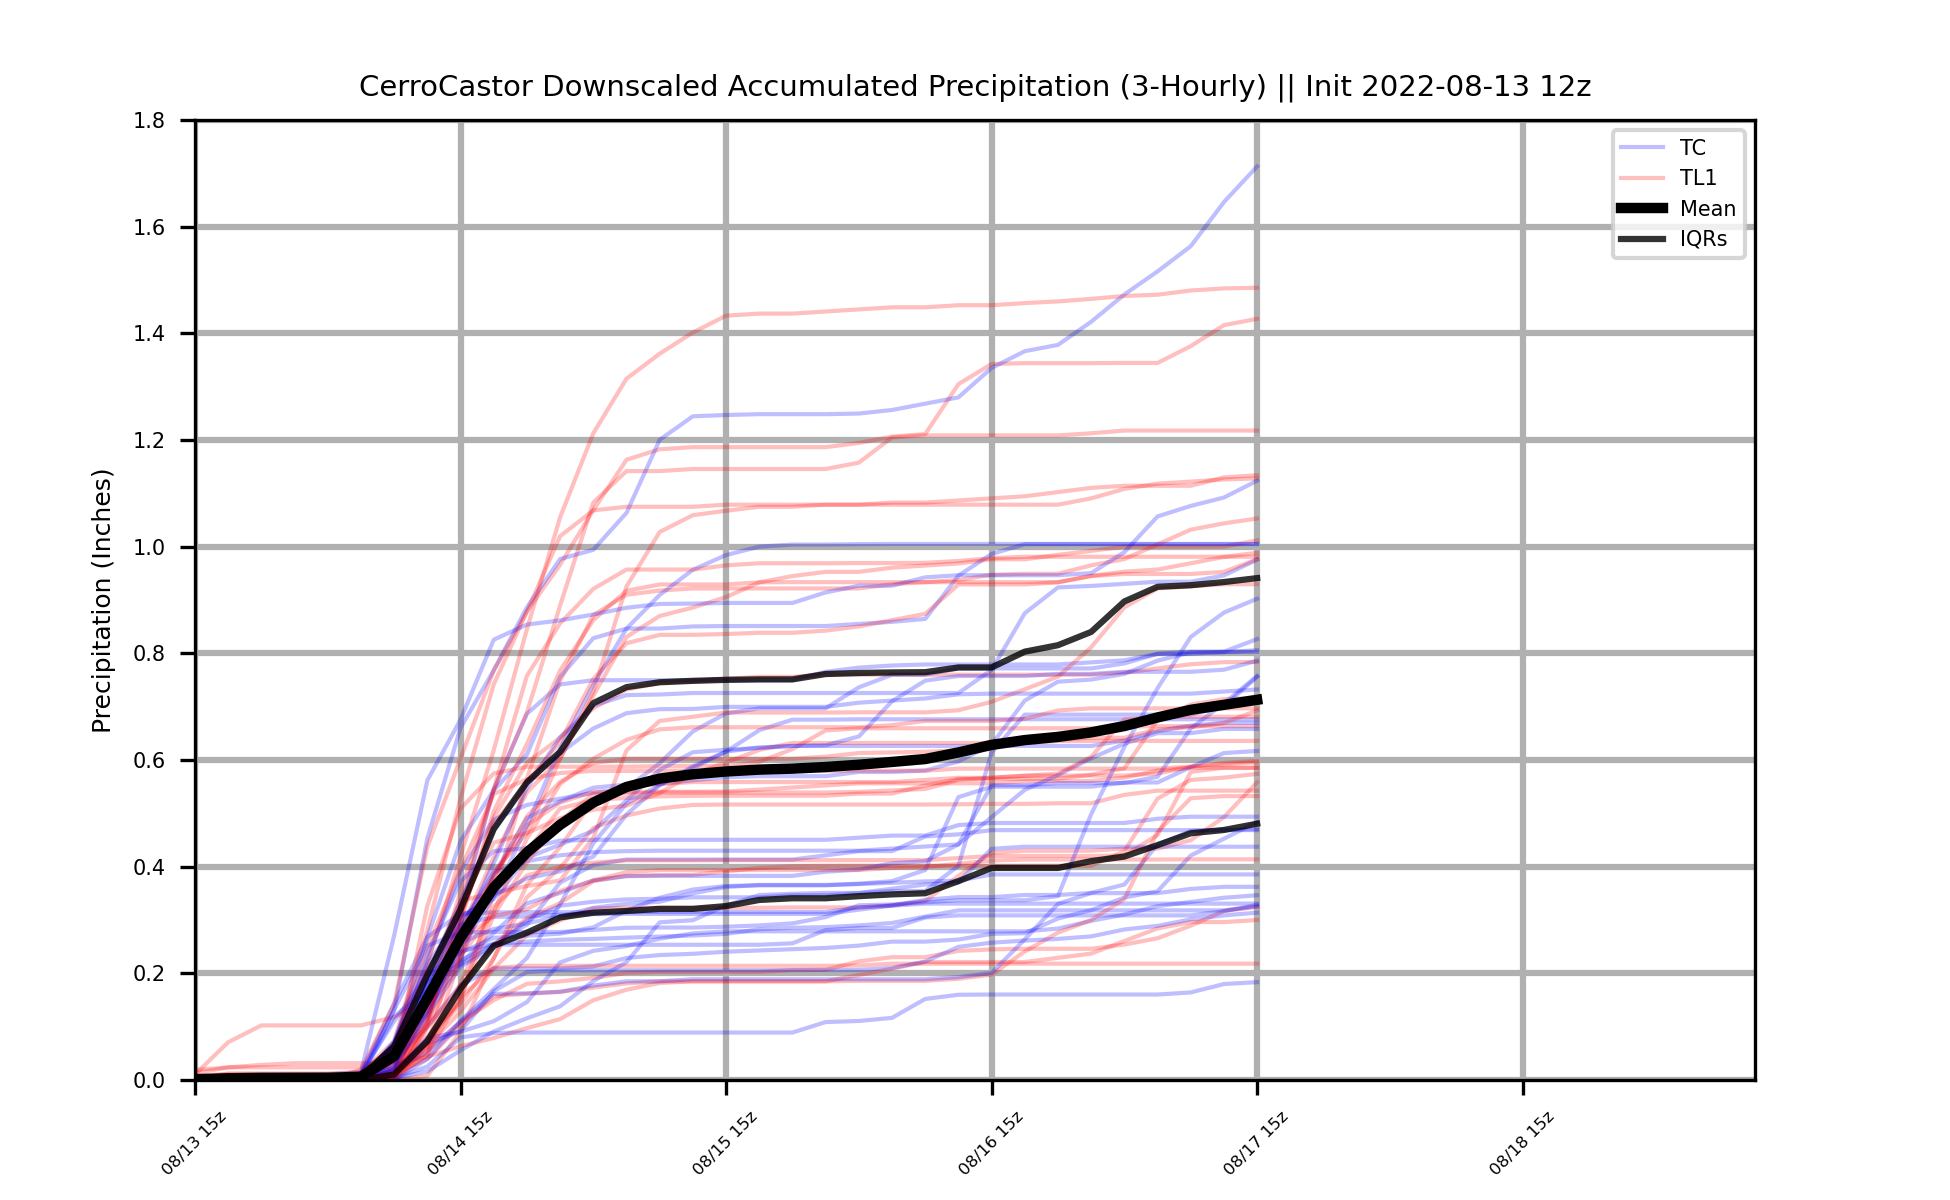 CerroCastor Downscaled Accumulated Precipitation (3-Hourly) || Init 2022-08-13 12z
Precipitation (Inches)
1.8
1.6
1.4
1.2
1.0
0.8
0.6
0.4
0.2
0.0
TC
TL1
Mean
IQRs
08/13 15z
08/14 15z
08/15 15z
08/16 15z
08/17 15z
08/18 15z